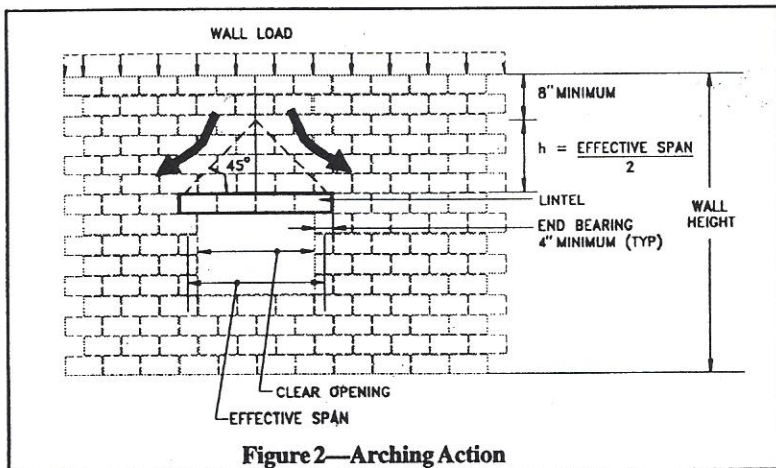 WALL LOAD
8" MINIMUM
h = EFFECTIVE SPAN
2
45°
LINTEL
END BEARING
4" MINIMUM (TYP)
WALL
HEIGHT
CLEAR OPENING
EFFECTIVE SPAN
Figure 2—Arching Action